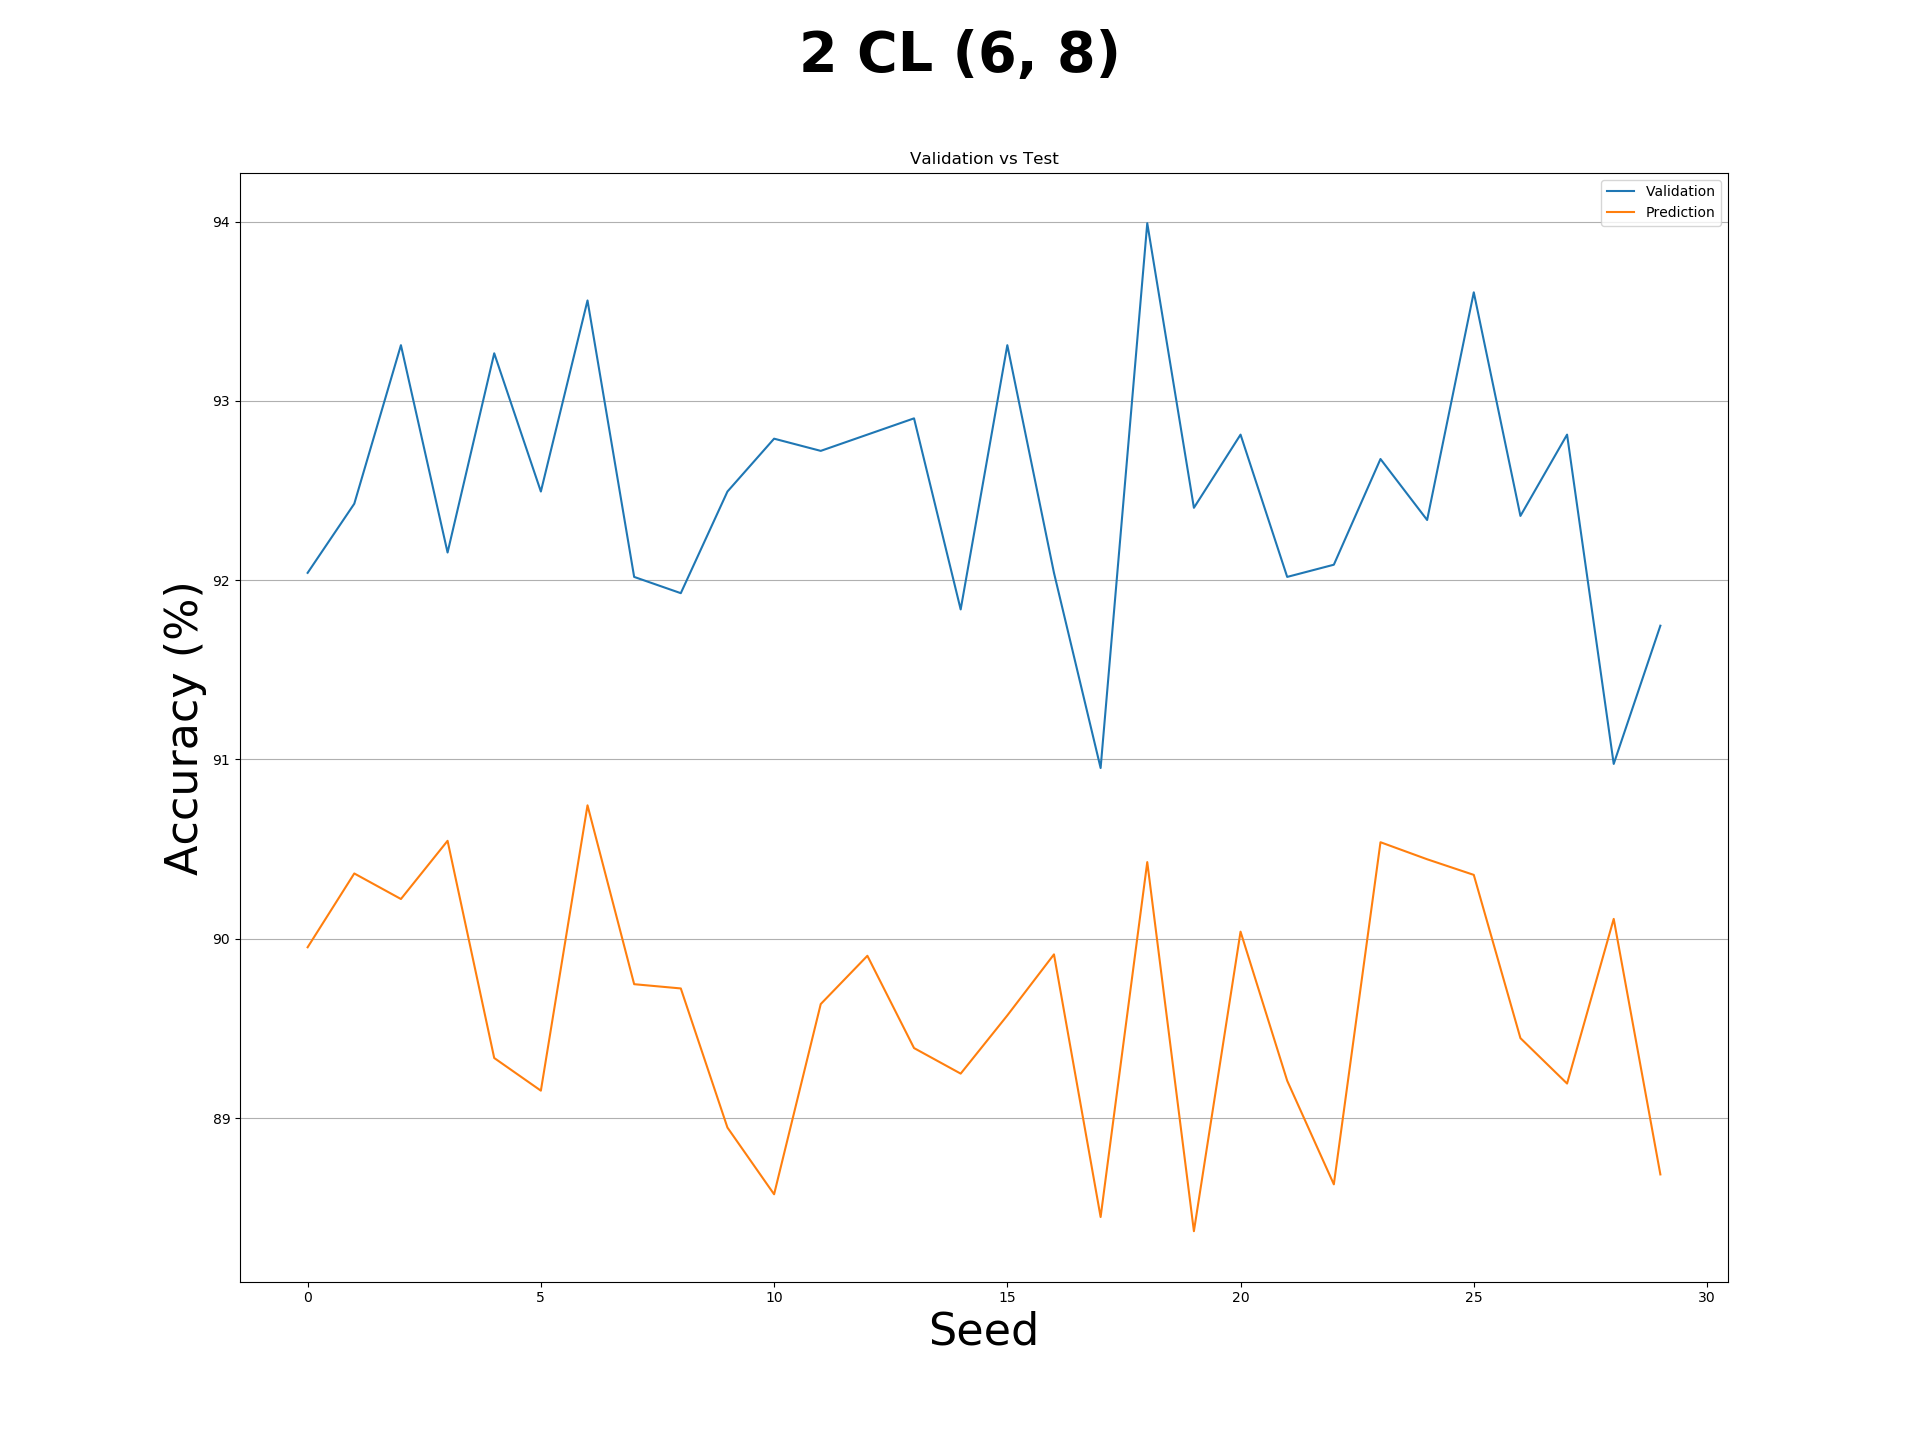 2 CL (6, 8)
Validation vs Test
Validation
Prediction
94
93
92
91
90
89
Accuracy (%)
0 5 10 15 20 25 30
Seed